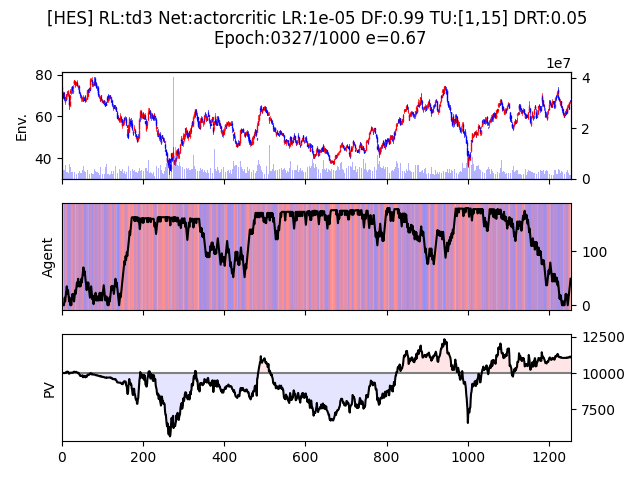 [HES] RL:td3 Net:actorcritic LR:1e-05 DF:0.99 TU:[1,15] DRT:0.05
Epoch:0327/1000 e=0.67
1e7
80
60
40
Env.
4
2
0
Agent
100
0
PV
12500
10000
7500
0 200 400 600 800 1000 1200